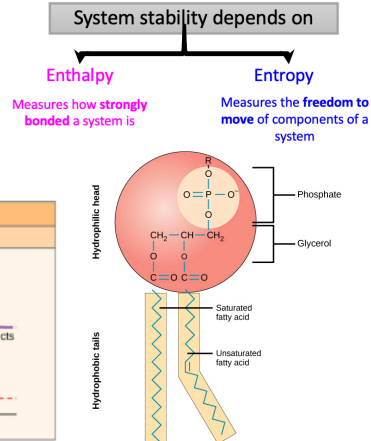 System stability depends on
Enthalpy
Entropy
Measures how strongly
bonded a system is
Measures the freedom to
move of components of a
system
R
O
O=P—O⁻
O
CH₂—CH—CH₂
O O
C=O C=O
Hydrophilic head
Phosphate
Glycerol
cts
Saturated
fatty acid
Unsaturated
fatty acid
Hydrophobic tails